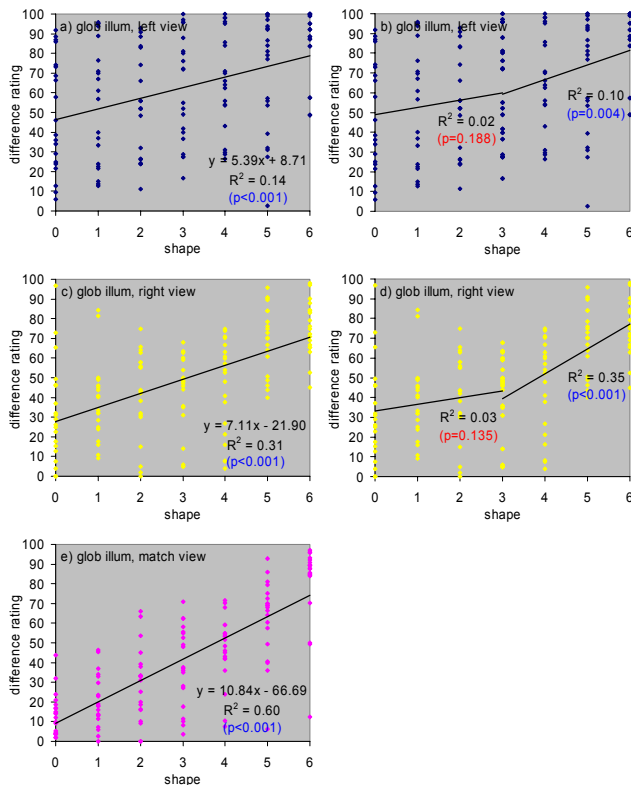 a) glob illum, left view
difference rating
100
90
80
70
60
50
40
30
20
10
0
y = 5.39x + 8.71
R² = 0.14
(p<0.001)
0 1 2 3 4 5 6
shape
b) glob illum, left view
difference rating
100
90
80
70
60
50
40
30
20
10
0
R² = 0.02
(p=0.188)
R² = 0.10
(p=0.004)
0 1 2 3 4 5 6
shape
c) glob illum, right view
difference rating
100
90
80
70
60
50
40
30
20
10
0
y = 7.11x - 21.90
R² = 0.31
(p<0.001)
0 1 2 3 4 5 6
shape
d) glob illum, right view
difference rating
100
90
80
70
60
50
40
30
20
10
0
R² = 0.03
(p=0.135)
R² = 0.35
(p<0.001)
0 1 2 3 4 5 6
shape
e) glob illum, match view
difference rating
100
90
80
70
60
50
40
30
20
10
0
y = 10.84x - 66.69
R² = 0.60
(p<0.001)
0 1 2 3 4 5 6
shape